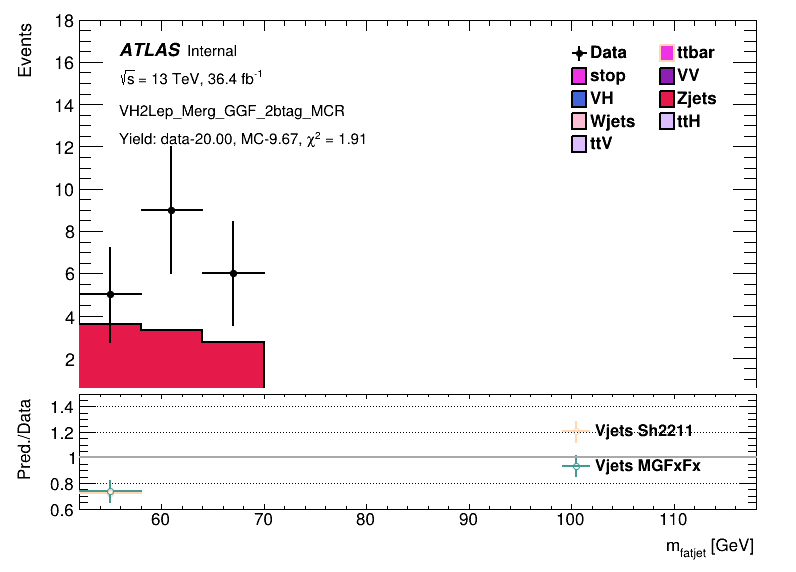 Events
18
16
14
12
10
8
6
4
2
ATLAS Internal
√s = 13 TeV, 36.4 fb⁻¹
VH2Lep_Merg_GGF_2btag_MCR
Yield: data-20.00, MC-9.67, χ² = 1.91
Data ttbar
stop VV
VH Zjets
Wjets ttH
ttV
Pred./Data
1.4
1.2
1
0.8
0.6
Vjets Sh2211
Vjets MGFxFx
60 70 80 90 100 110
m_fatjet [GeV]